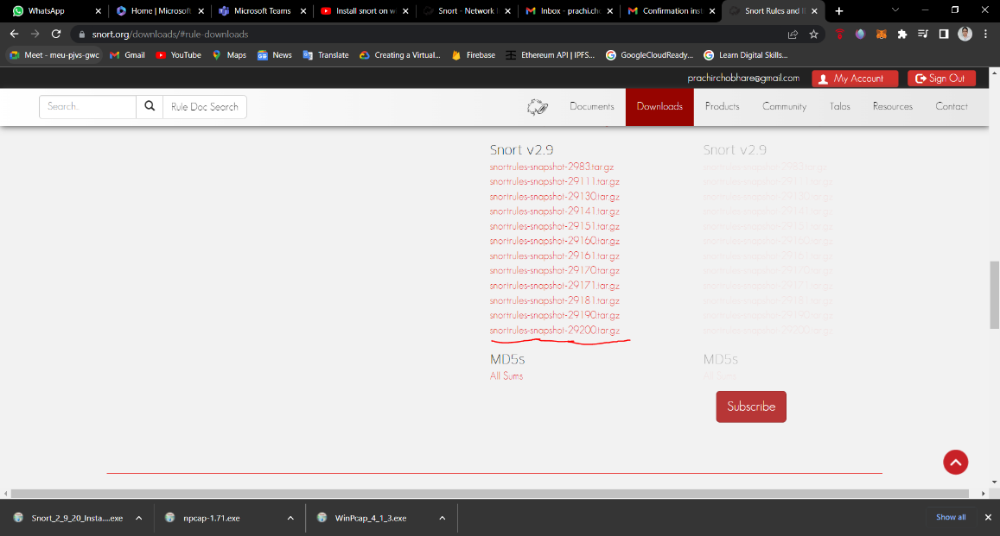 WhatsApp
Home | Microsoft
Microsoft Teams
Install snort on w
Snort - Network
Inbox - prachi.ch
Confirmation inst
Snort Rules and I
snort.org/downloads/#rule-downloads
Meet - meu-pjvs-gwc
Gmail
YouTube
Maps
News
Translate
Creating a Virtual...
Firebase
Ethereum API | IPFS...
GoogleCloudReady...
Learn Digital Skills...
prachirchobhare@gmail.com
My Account
Sign Out
Search..
Rule Doc Search
Documents
Downloads
Products
Community
Talos
Resources
Contact
Snort v2.9
snortrules-snapshot-2983.tar.gz
snortrules-snapshot-29111.tar.gz
snortrules-snapshot-29130.tar.gz
snortrules-snapshot-29141.tar.gz
snortrules-snapshot-29151.tar.gz
snortrules-snapshot-29160.tar.gz
snortrules-snapshot-29161.tar.gz
snortrules-snapshot-29170.tar.gz
snortrules-snapshot-29171.tar.gz
snortrules-snapshot-29181.tar.gz
snortrules-snapshot-29190.tar.gz
snortrules-snapshot-29200.tar.gz
MD5s
All Sums
Snort v2.9
snortrules-snapshot-2983.tar.gz
snortrules-snapshot-29111.tar.gz
snortrules-snapshot-29130.tar.gz
snortrules-snapshot-29141.tar.gz
snortrules-snapshot-29151.tar.gz
snortrules-snapshot-29160.tar.gz
snortrules-snapshot-29161.tar.gz
snortrules-snapshot-29170.tar.gz
snortrules-snapshot-29171.tar.gz
snortrules-snapshot-29181.tar.gz
snortrules-snapshot-29190.tar.gz
snortrules-snapshot-29200.tar.gz
MD5s
All Sums
Subscribe
Snort_2_9_20_Insta....exe
npcap-1.71.exe
WinPcap_4_1_3.exe
Show all